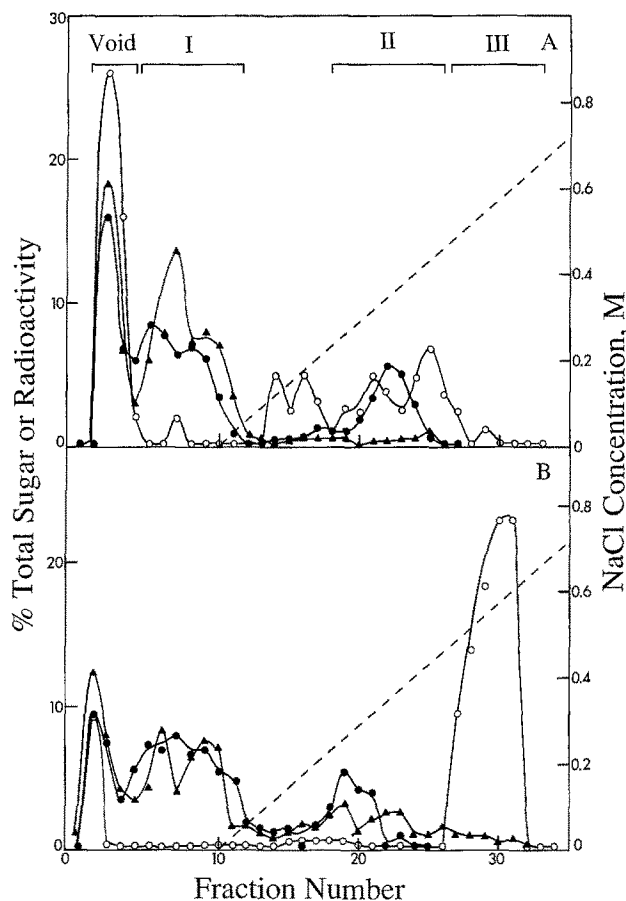 Void I II III A
30
20
10
0
0.8
0.6
0.4
0.2
0
B
20
10
0
0.8
0.6
0.4
0.2
0
0 10 20 30
% Total Sugar or Radioactivity
NaCl Concentration, M
Fraction Number